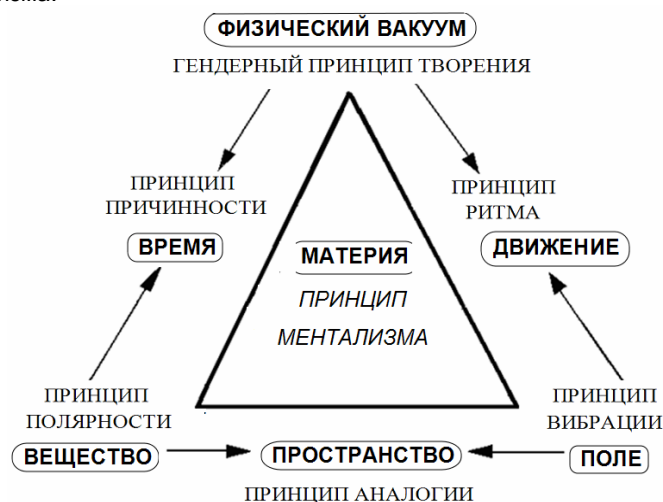 ФИЗИЧЕСКИЙ ВАКУУМ
ГЕНДЕРНЫЙ ПРИНЦИП ТВОРЕНИЯ
ПРИНЦИП
ПРИЧИННОСТИ
ВРЕМЯ
ПРИНЦИП
РИТМА
ДВИЖЕНИЕ
МАТЕРИЯ
ПРИНЦИП
МЕНТАЛИЗМА
ПРИНЦИП
ПОЛЯРНОСТИ
ВЕЩЕСТВО
ПРОСТРАНСТВО
ПРИНЦИП АНАЛОГИИ
ПРИНЦИП
ВИБРАЦИИ
ПОЛЕ